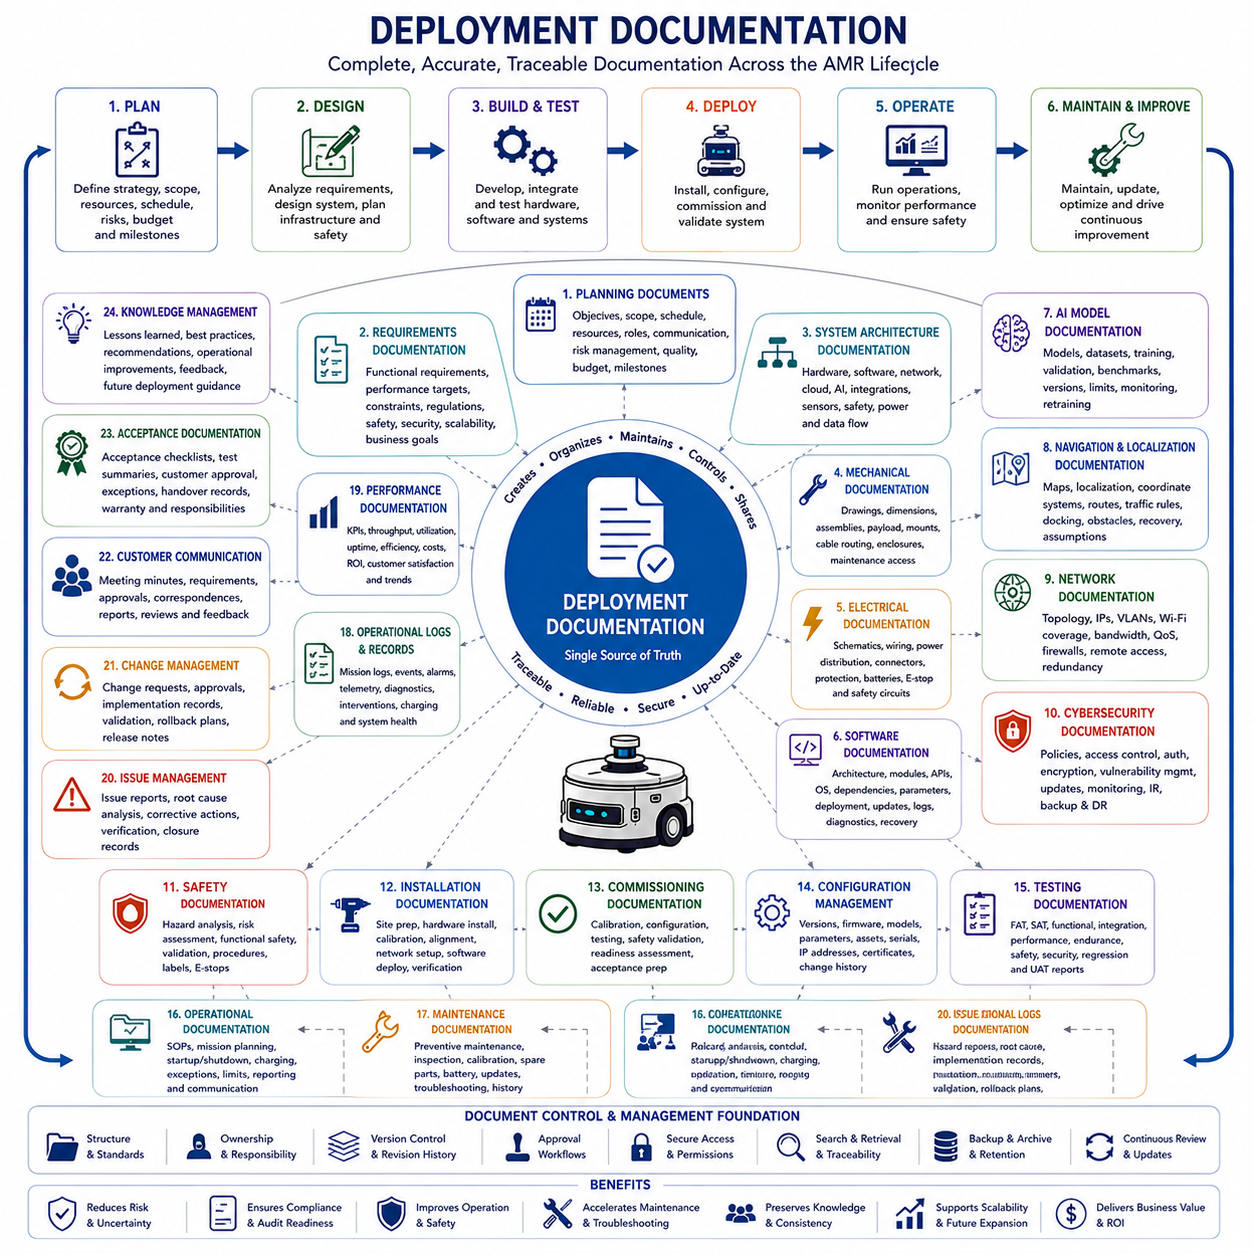 DEPLOYMENT DOCUMENTATION
Complete, Accurate, Traceable Documentation Across the AMR Lifecycle
1. PLAN
Define strategy, scope,
resources, schedule,
risks, budget
and milestones
2. DESIGN
Analyze requirements,
design system, plan
infrastructure and
safety
3. BUILD & TEST
Develop, integrate
and test hardware,
software and systems
4. DEPLOY
Install, configure,
commission and
validate system
5. OPERATE
Run operations,
monitor performance
and ensure safety
6. MAINTAIN & IMPROVE
Maintain, update,
optimize and drive
continuous
improvement
24. KNOWLEDGE MANAGEMENT
Lessons learned, best practices,
recommendations, operational
improvements, feedback,
future deployment guidance
2. REQUIREMENTS
DOCUMENTATION
Functional requirements,
performance targets,
constraints, regulations,
safety, security, scalability,
business goals
1. PLANNING DOCUMENTS
Objectives, scope, schedule,
resources, roles, communication,
risk management, quality,
budget, milestones
3. SYSTEM ARCHITECTURE
DOCUMENTATION
Hardware, software, network,
cloud, AI, integrations,
sensors, safety, power
and data flow
7. AI MODEL
DOCUMENTATION
Models, datasets, training,
validation, benchmarks,
versions, limits, monitoring,
retraining
23. ACCEPTANCE DOCUMENTATION
Acceptance checklists, test
summaries, customer approval,
exceptions, handover records,
warranty and responsibilities
19. PERFORMANCE
DOCUMENTATION
KPIs, throughput, utilization,
uptime, efficiency, costs,
ROI, customer satisfaction
and trends
Creates • Organizes • Maintains • Controls • Shares
DEPLOYMENT
DOCUMENTATION
Single Source of Truth
Traceable • Reliable • Secure • Up-to-Date
4. MECHANICAL
DOCUMENTATION
Drawings, dimensions,
assemblies, payload, mounts,
cable routing, enclosures,
maintenance access
8. NAVIGATION & LOCALIZATION
DOCUMENTATION
Maps, localization, coordinate
systems, routes, traffic rules,
docking, obstacles, recovery,
assumptions
22. CUSTOMER COMMUNICATION
Meeting minutes, requirements,
approvals, correspondences,
reports, reviews and feedback
18. OPERATIONAL LOGS
& RECORDS
Mission logs, events, alarms,
telemetry, diagnostics,
interventions, charging
and system health
5. ELECTRICAL
DOCUMENTATION
Schematics, wiring, power
distribution, connectors,
protection, batteries, E-stop
and safety circuits
9. NETWORK
DOCUMENTATION
Topology, IPs, VLANs, Wi-Fi
coverage, bandwidth, QoS,
firewalls, remote access,
redundancy
21. CHANGE MANAGEMENT
Change requests, approvals,
implementation records,
validation, rollback plans,
release notes
6. SOFTWARE
DOCUMENTATION
Architecture, modules, APIs,
OS, dependencies, parameters,
deployment, updates, logs,
diagnostics, recovery
10. CYBERSECURITY
DOCUMENTATION
Policies, access control, auth,
encryption, vulnerability mgmt,
updates, monitoring, IR,
backup & DR
20. ISSUE MANAGEMENT
Issue reports, root cause
analysis, corrective actions,
verification, closure
records
11. SAFETY
DOCUMENTATION
Hazard analysis, risk
assessment, functional safety,
validation, procedures,
labels, E-stops
12. INSTALLATION
DOCUMENTATION
Site prep, hardware install,
calibration, alignment,
network setup, software
deploy, verification
13. COMMISSIONING
DOCUMENTATION
Calibration, configuration,
testing, safety validation,
readiness assessment,
acceptance prep
14. CONFIGURATION
MANAGEMENT
Versions, firmware, models,
parameters, assets, serials,
IP addresses, certificates,
change history
15. TESTING
DOCUMENTATION
FAT, SAT, functional, integration,
performance, endurance,
safety, security, regression
and UAT reports
16. OPERATIONAL
DOCUMENTATION
SOPs, mission planning,
startup/shutdown, charging,
exceptions, limits, reporting
and communication
17. MAINTENANCE
DOCUMENTATION
Preventive maintenance,
inspection, calibration, spare
parts, battery, updates,
troubleshooting, history
16.
DOCUMENTATION
charging,
and
20. ISSUE LOGS
DOCUMENTATION
root cause,
implementation records,
validation, rollback plans,
DOCUMENT CONTROL & MANAGEMENT FOUNDATION
Structure
& Standards
Ownership
& Responsibility
Version Control
& Revision History
Approval
Workflows
Secure Access
& Permissions
Search & Retrieval
& Traceability
Backup & Archive
& Retention
Continuous Review
& Updates
BENEFITS
Reduces Risk
& Uncertainty
Ensures Compliance
& Audit Readiness
Improves Operation
& Safety
Accelerates Maintenance
& Troubleshooting
Preserves Knowledge
& Consistency
Supports Scalability
& Future Expansion
$
Delivers Business Value
& ROI